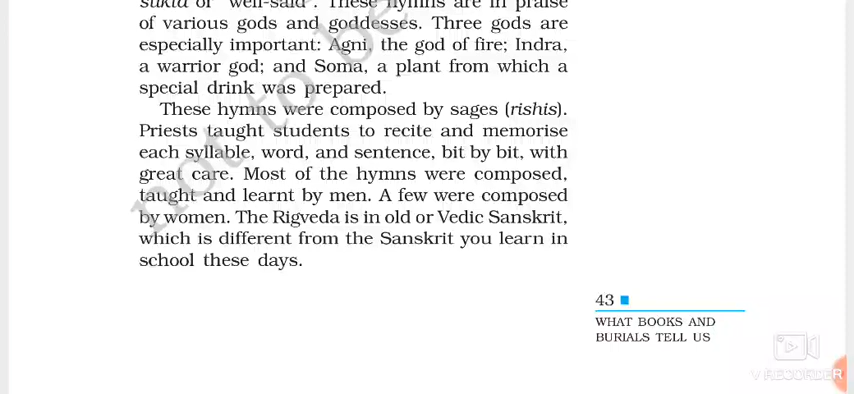 sukta or "well-said". These hymns are in praise
of various gods and goddesses. Three gods are
especially important: Agni, the god of fire; Indra,
a warrior god; and Soma, a plant from which a
special drink was prepared.
These hymns were composed by sages (rishis).
Priests taught students to recite and memorise
each syllable, word, and sentence, bit by bit, with
great care. Most of the hymns were composed,
taught and learnt by men. A few were composed
by women. The Rigveda is in old or Vedic Sanskrit,
which is different from the Sanskrit you learn in
school these days.
not to be
43
WHAT BOOKS AND
BURIALS TELL US
V RECORDER